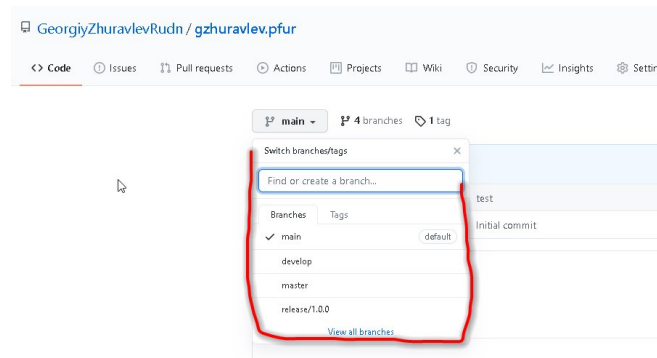 GeorgiyZhuravlevRudn / gzhuravlev.pfur
<> Code Issues Pull requests Actions Projects Wiki Security Insights Settin
main 4 branches 1 tag
Switch branches/tags
Find or create a branch...
test
Branches Tags
Initial commit
main default
develop
master
release/1.0.0
View all branches